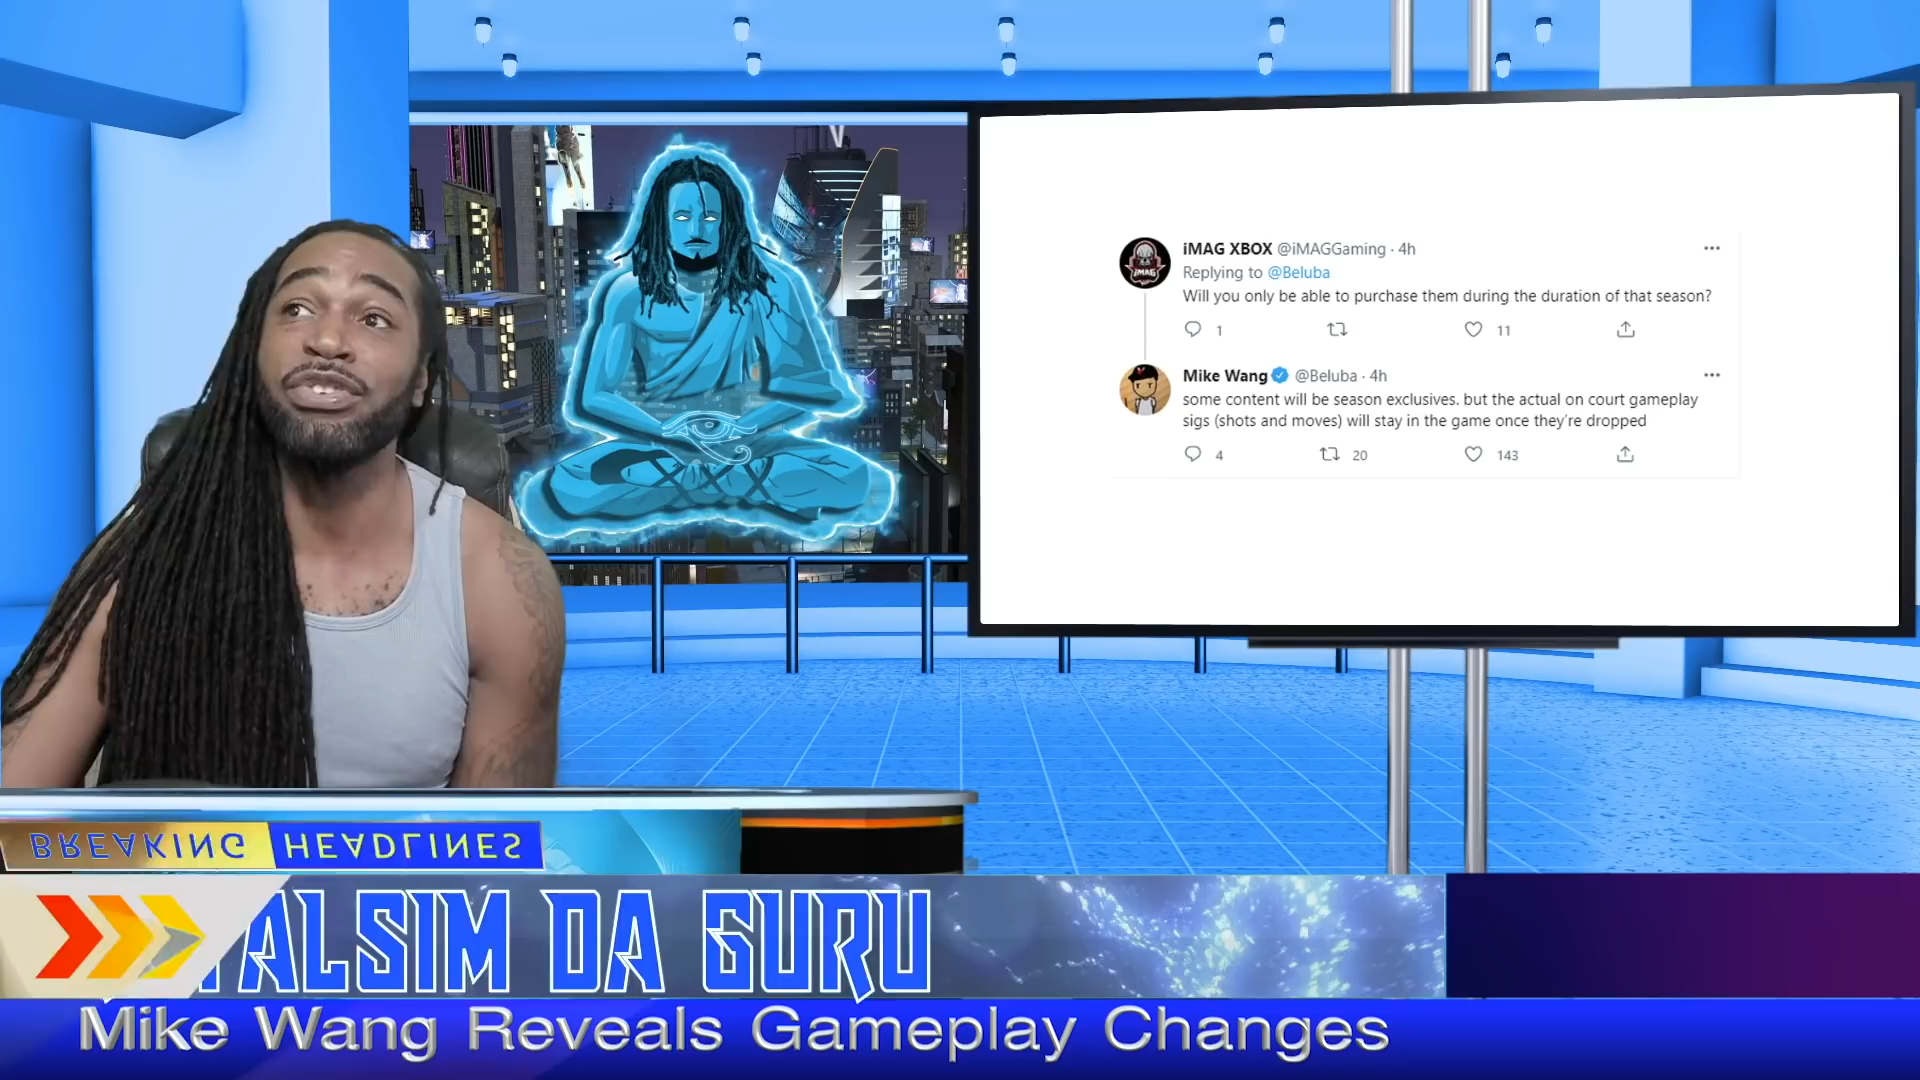 iMAG XBOX @iMAGGaming · 4h
Replying to @Beluba
Will you only be able to purchase them during the duration of that season?
1 11
Mike Wang @Beluba · 4h
some content will be season exclusives. but the actual on court gameplay
sigs (shots and moves) will stay in the game once they're dropped
4 20 143
BREAKING HEADLINES
DA GURU
Mike Wang Reveals Gameplay Changes